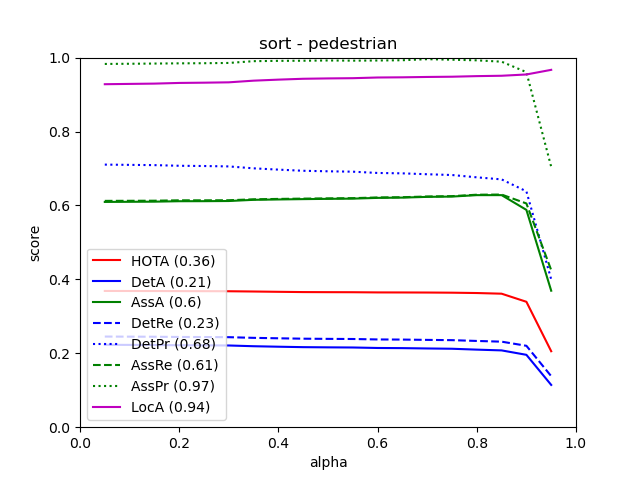 sort - pedestrian
score
1.0
0.8
0.6
0.4
0.2
0.0
HOTA (0.36)
DetA (0.21)
AssA (0.6)
DetRe (0.23)
DetPr (0.68)
AssRe (0.61)
AssPr (0.97)
LocA (0.94)
0.0 0.2 0.4 0.6 0.8 1.0
alpha